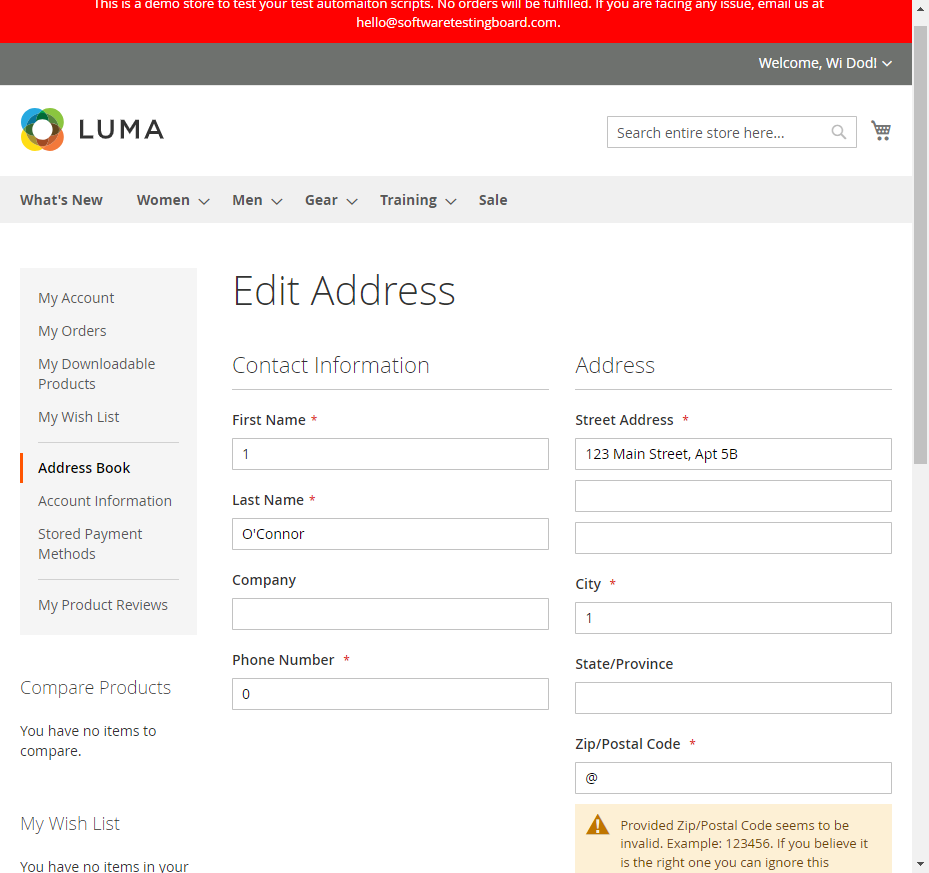 This is a demo store to test your test automaiton scripts. No orders will be fulfilled. If you are facing any issue, email us at
hello@softwaretestingboard.com.
Welcome, Wi Dod!
LUMA
Search entire store here...
What's New Women Men Gear Training Sale
My Account
My Orders
My Downloadable
Products
My Wish List
Address Book
Account Information
Stored Payment
Methods
My Product Reviews
Compare Products
You have no items to
compare.
My Wish List
You have no items in your
Edit Address
Contact Information
First Name *
1
Last Name *
O'Connor
Company
Phone Number *
0
Address
Street Address *
123 Main Street, Apt 5B
City *
1
State/Province
Zip/Postal Code *
@
Provided Zip/Postal Code seems to be
invalid. Example: 123456. If you believe it
is the right one you can ignore this